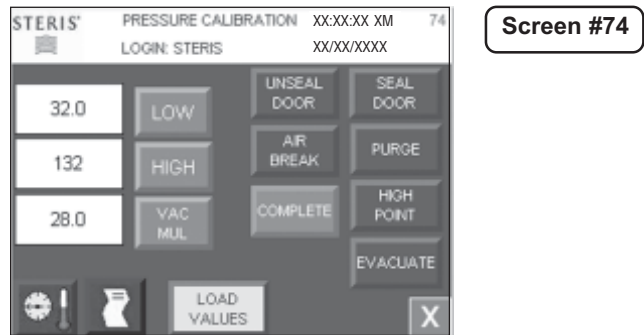 STERIS® PRESSURE CALIBRATION XX:XX:XX XM 74
LOGIN: STERIS XX/XX/XXXX
Screen #74
UNSEAL DOOR
SEAL DOOR
32.0 LOW
AIR BREAK
PURGE
132 HIGH
COMPLETE
HIGH POINT
28.0 VAC MUL
EVACUATE
LOAD VALUES
X